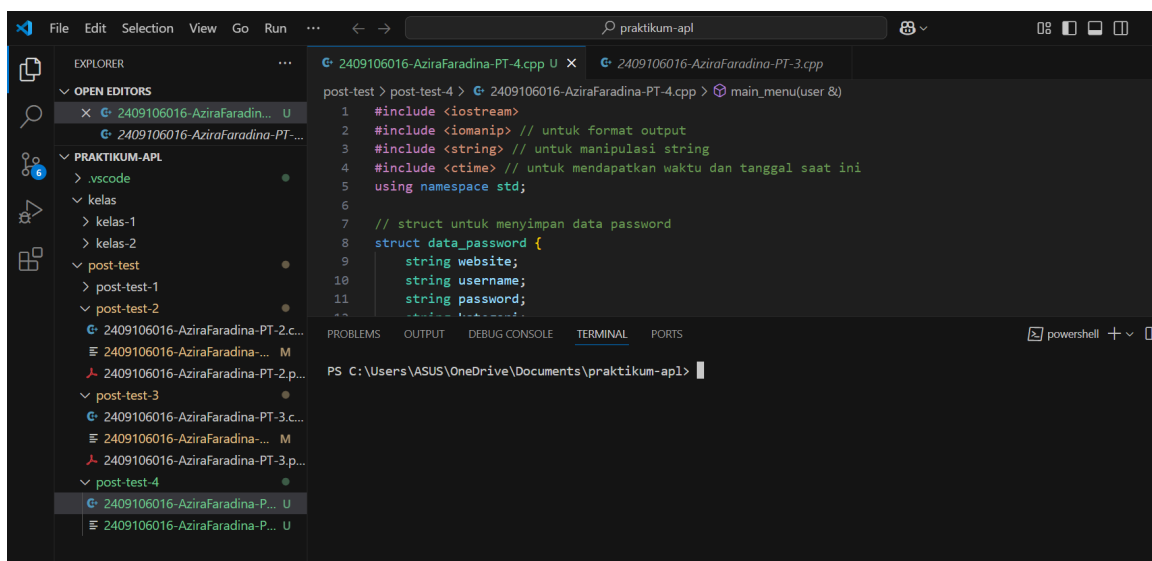 File Edit Selection View Go Run ··· praktikum-apl
EXPLORER ···
OPEN EDITORS
2409106016-AziraFaradin... U
2409106016-AziraFaradina-PT-...
PRAKTIKUM-APL
.vscode
kelas
kelas-1
kelas-2
post-test
post-test-1
post-test-2
2409106016-AziraFaradina-PT-2.c...
2409106016-AziraFaradina-... M
2409106016-AziraFaradina-PT-2.p...
post-test-3
2409106016-AziraFaradina-PT-3.c...
2409106016-AziraFaradina-... M
2409106016-AziraFaradina-PT-3.p...
post-test-4
2409106016-AziraFaradina-P... U
2409106016-AziraFaradina-P... U
6
2409106016-AziraFaradina-PT-4.cpp U 2409106016-AziraFaradina-PT-3.cpp
post-test > post-test-4 > 2409106016-AziraFaradina-PT-4.cpp > main_menu(user &)
1 #include <iostream>
2 #include <iomanip> // untuk format output
3 #include <string> // untuk manipulasi string
4 #include <ctime> // untuk mendapatkan waktu dan tanggal saat ini
5 using namespace std;
6
7 // struct untuk menyimpan data password
8 struct data_password {
9 string website;
10 string username;
11 string password;
PROBLEMS OUTPUT DEBUG CONSOLE TERMINAL PORTS powershell
PS C:\Users\ASUS\OneDrive\Documents\praktikum-apl>